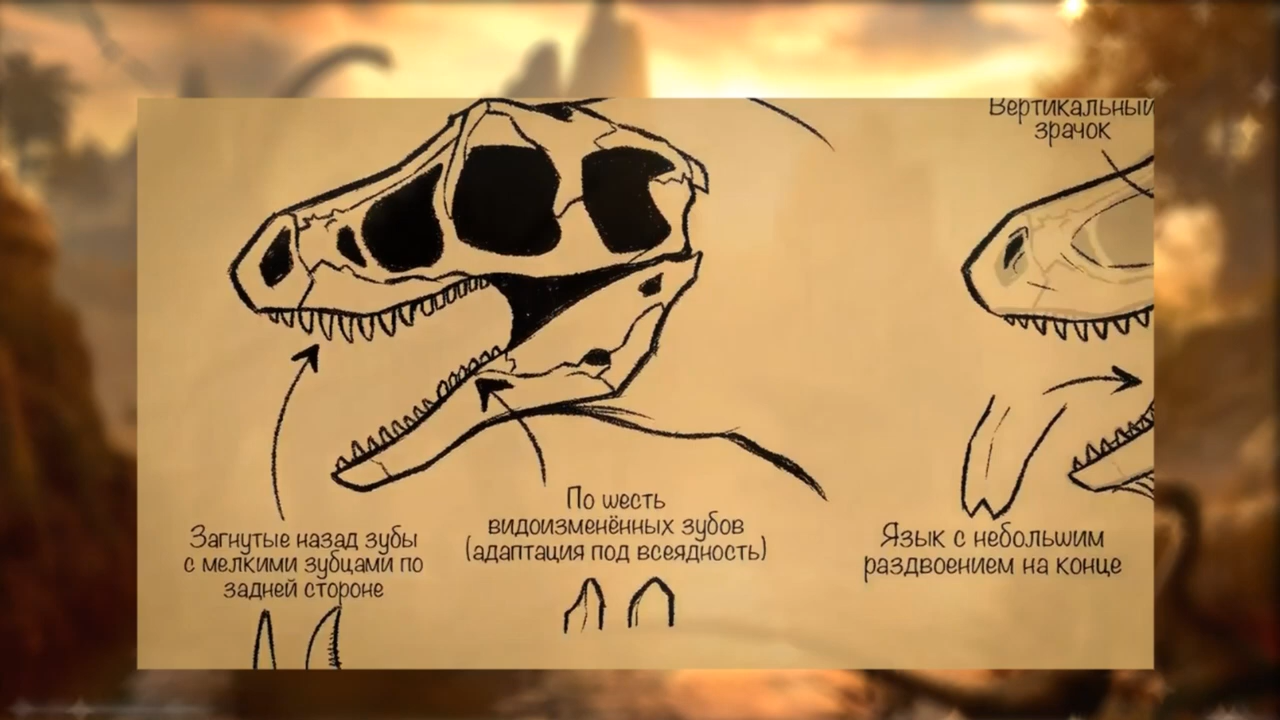 Вертикальный
зрачок
Загнутые назад зубы
с мелкими зубцами по
задней стороне
По шесть
видоизменённых зубов
(адаптация под всеядность)
Язык с небольшим
раздвоением на конце